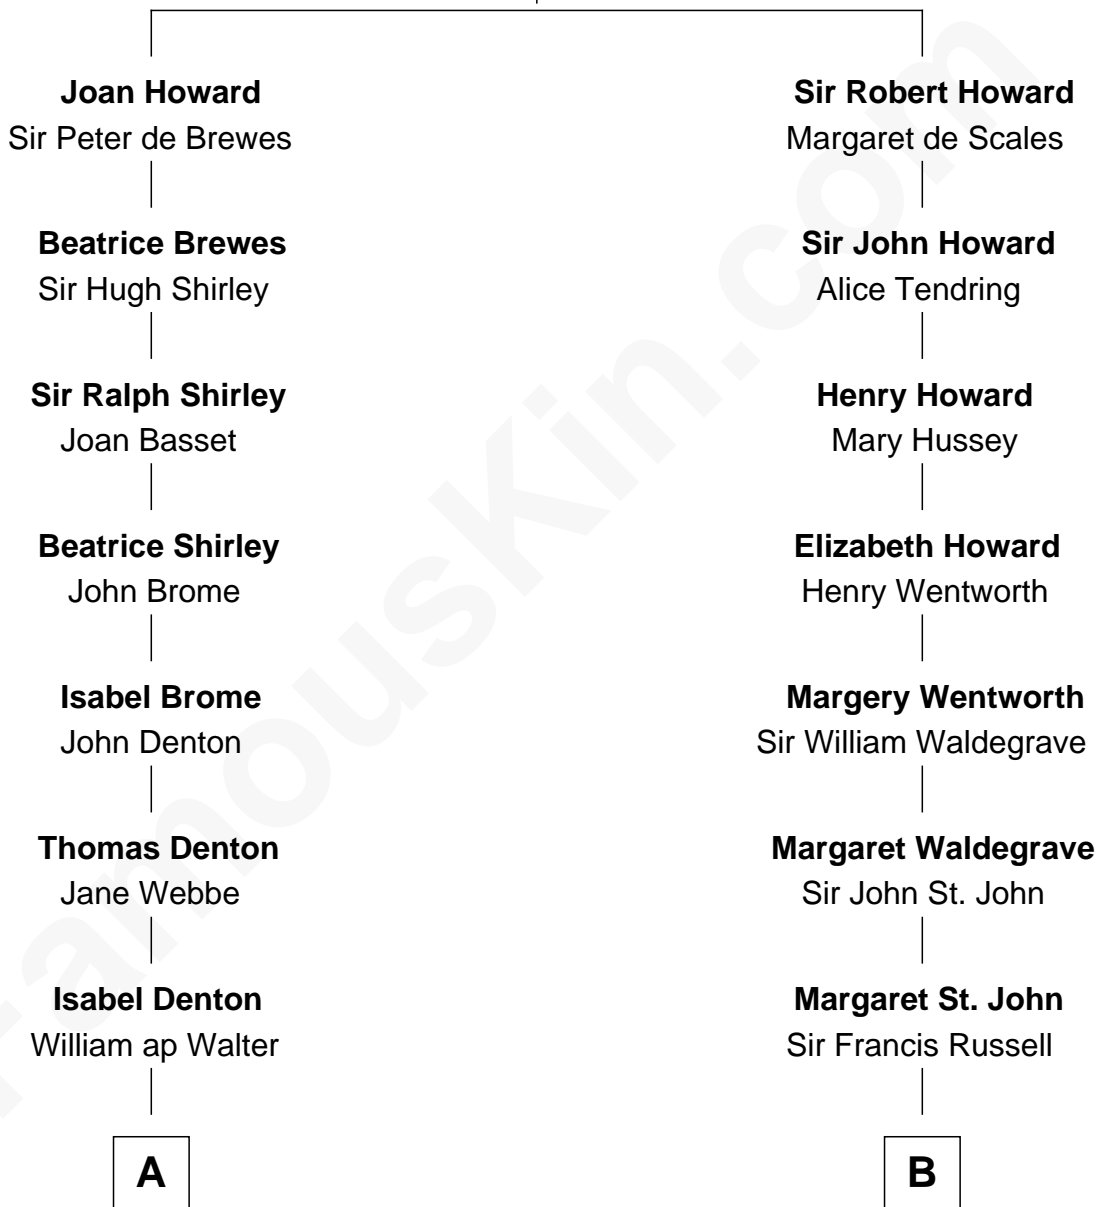 Joan Howard
Sir Peter de Brewes
Beatrice Brewes
Sir Hugh Shirley
Sir Ralph Shirley
Joan Basset
Beatrice Shirley
John Brome
Isabel Brome
John Denton
Thomas Denton
Jane Webbe
Isabel Denton
William ap Walter
A
Sir Robert Howard
Margaret de Scales
Sir John Howard
Alice Tendring
Henry Howard
Mary Hussey
Elizabeth Howard
Henry Wentworth
Margery Wentworth
Sir William Waldegrave
Margaret Waldegrave
Sir John St. John
Margaret St. John
Sir Francis Russell
B
FamousKin.com